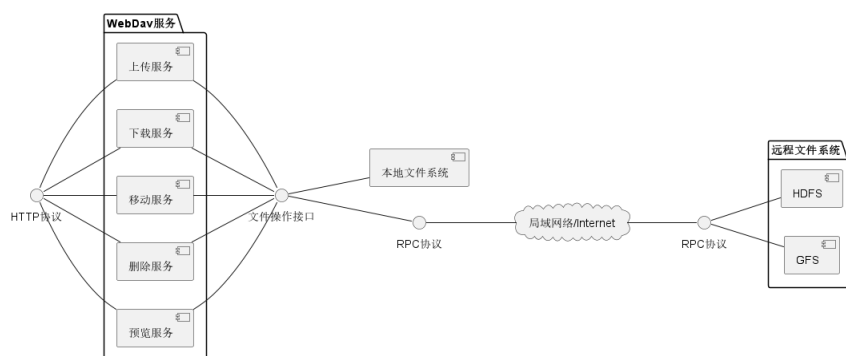 WebDav服务
上传服务
下载服务
移动服务
删除服务
预览服务
HTTP协议
文件操作接口
本地文件系统
RPC协议
局域网络/Internet
RPC协议
远程文件系统
HDFS
GFS